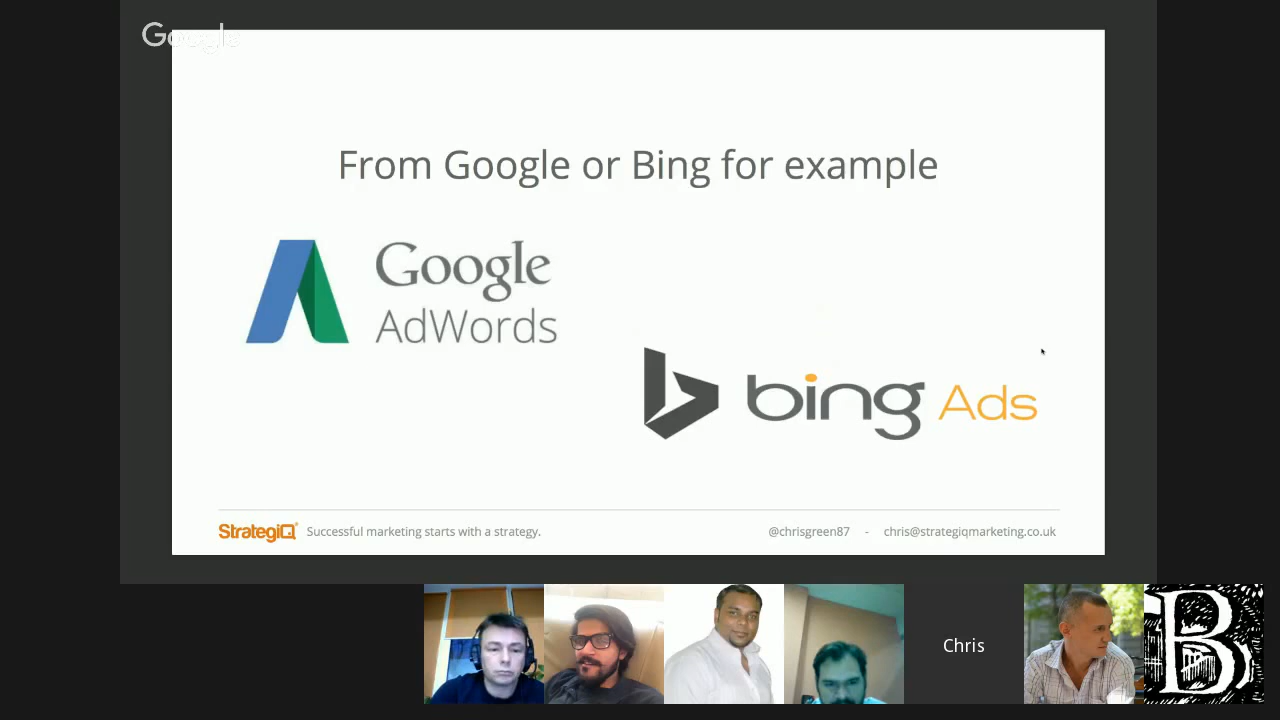 Google
From Google or Bing for example
Google
AdWords
bing Ads
StrategiQ Successful marketing starts with a strategy.
@chrisgreen87 - chris@strategiqmarketing.co.uk
Chris
B